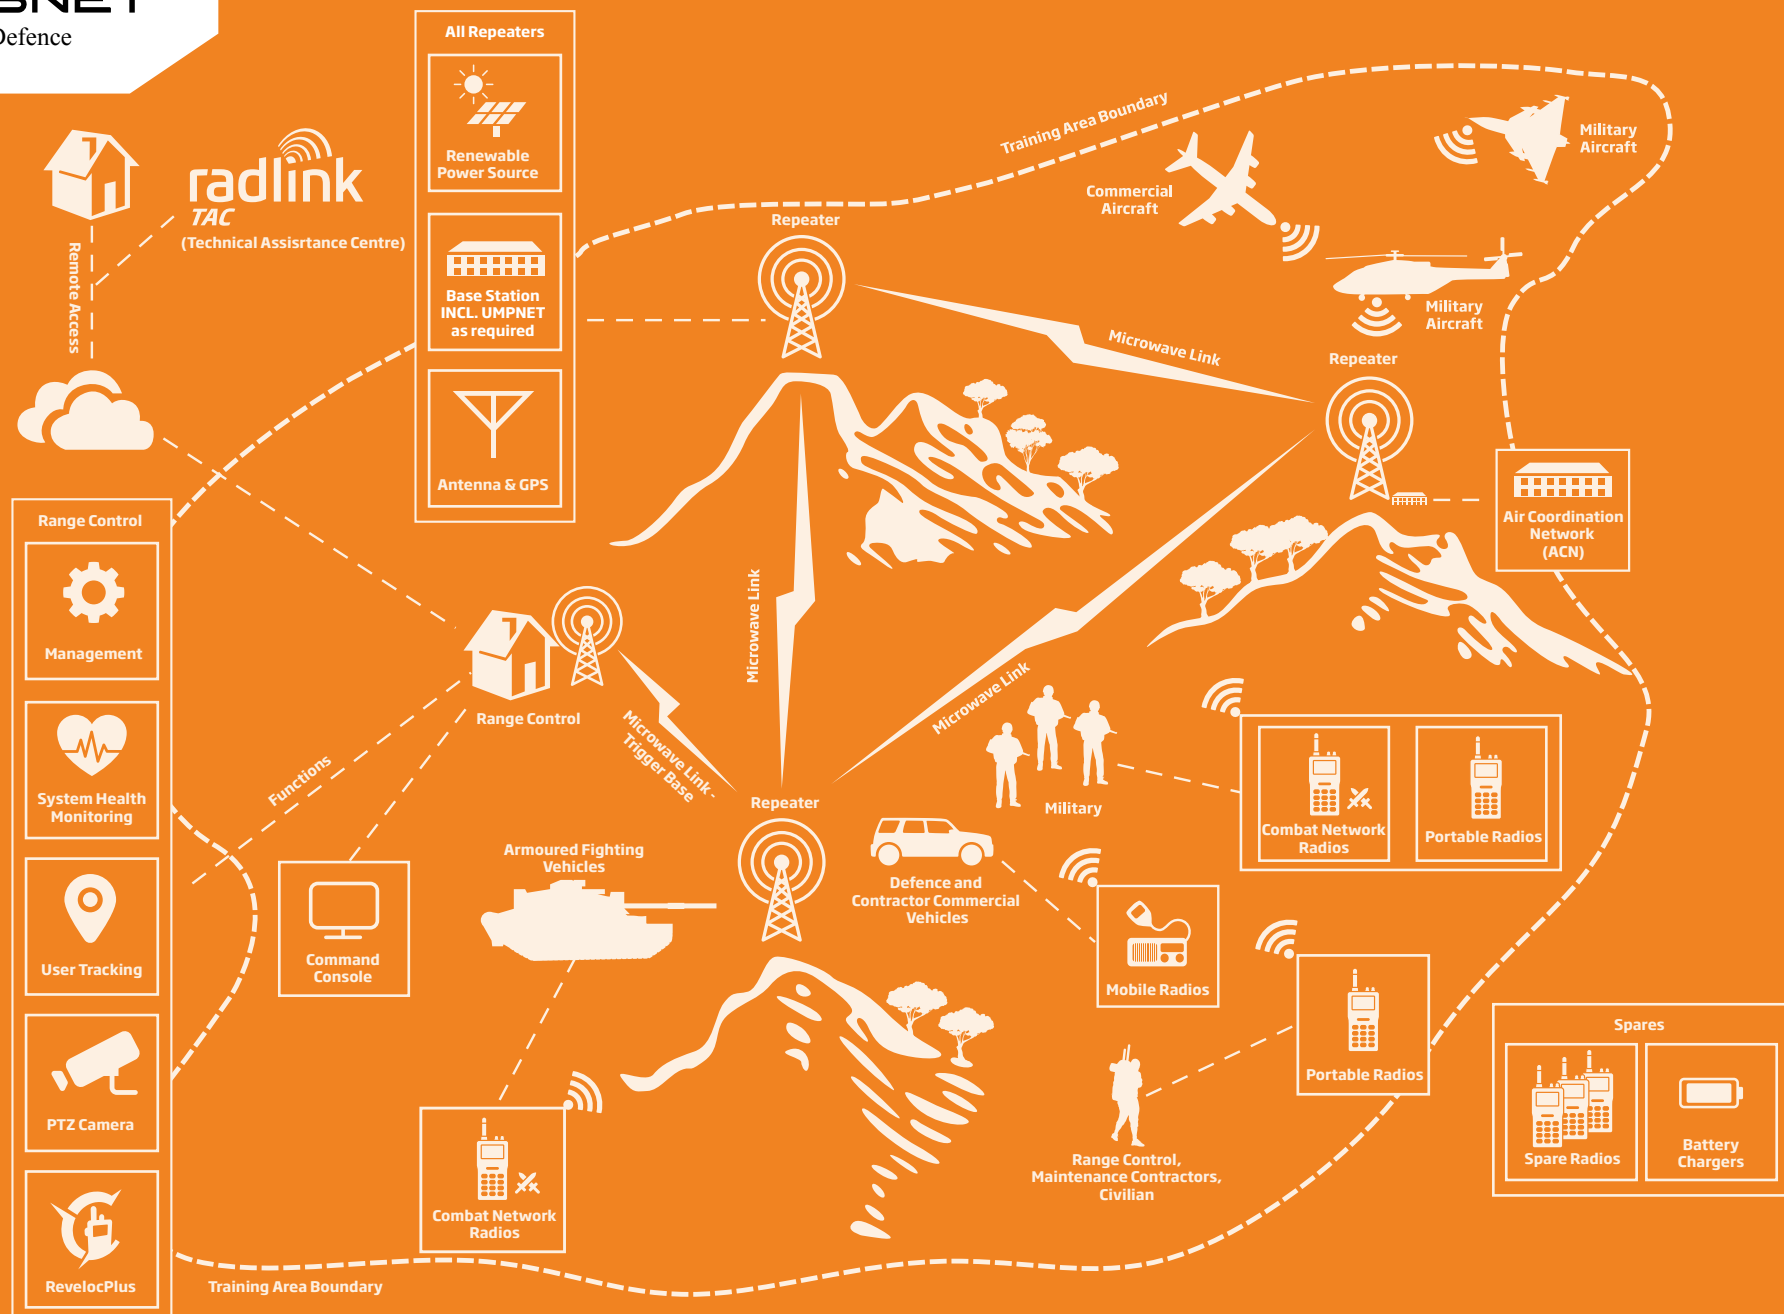 Defence
All Repeaters
Renewable
Power Source
Base Station
INCL. UMPNET
as required
Antenna & GPS
radlink
TAC
(Technical Assisrtance Centre)
Remote Access
Training Area Boundary
Military
Aircraft
Commercial
Aircraft
Military
Aircraft
Repeater
Microwave Link
Repeater
Air Coordination
Network
(ACN)
Range Control
Management
System Health
Monitoring
User Tracking
PTZ Camera
RevelocPlus
Range Control
Microwave Link -
Trigger Base
Microwave Link
Microwave Link
Functions
Command
Console
Repeater
Armoured Fighting
Vehicles
Combat Network
Radios
Military
Combat Network
Radios
Portable Radios
Defence and
Contractor Commercial
Vehicles
Mobile Radios
Portable Radios
Range Control,
Maintenance Contractors,
Civilian
Spares
Spare Radios
Battery
Chargers
Training Area Boundary